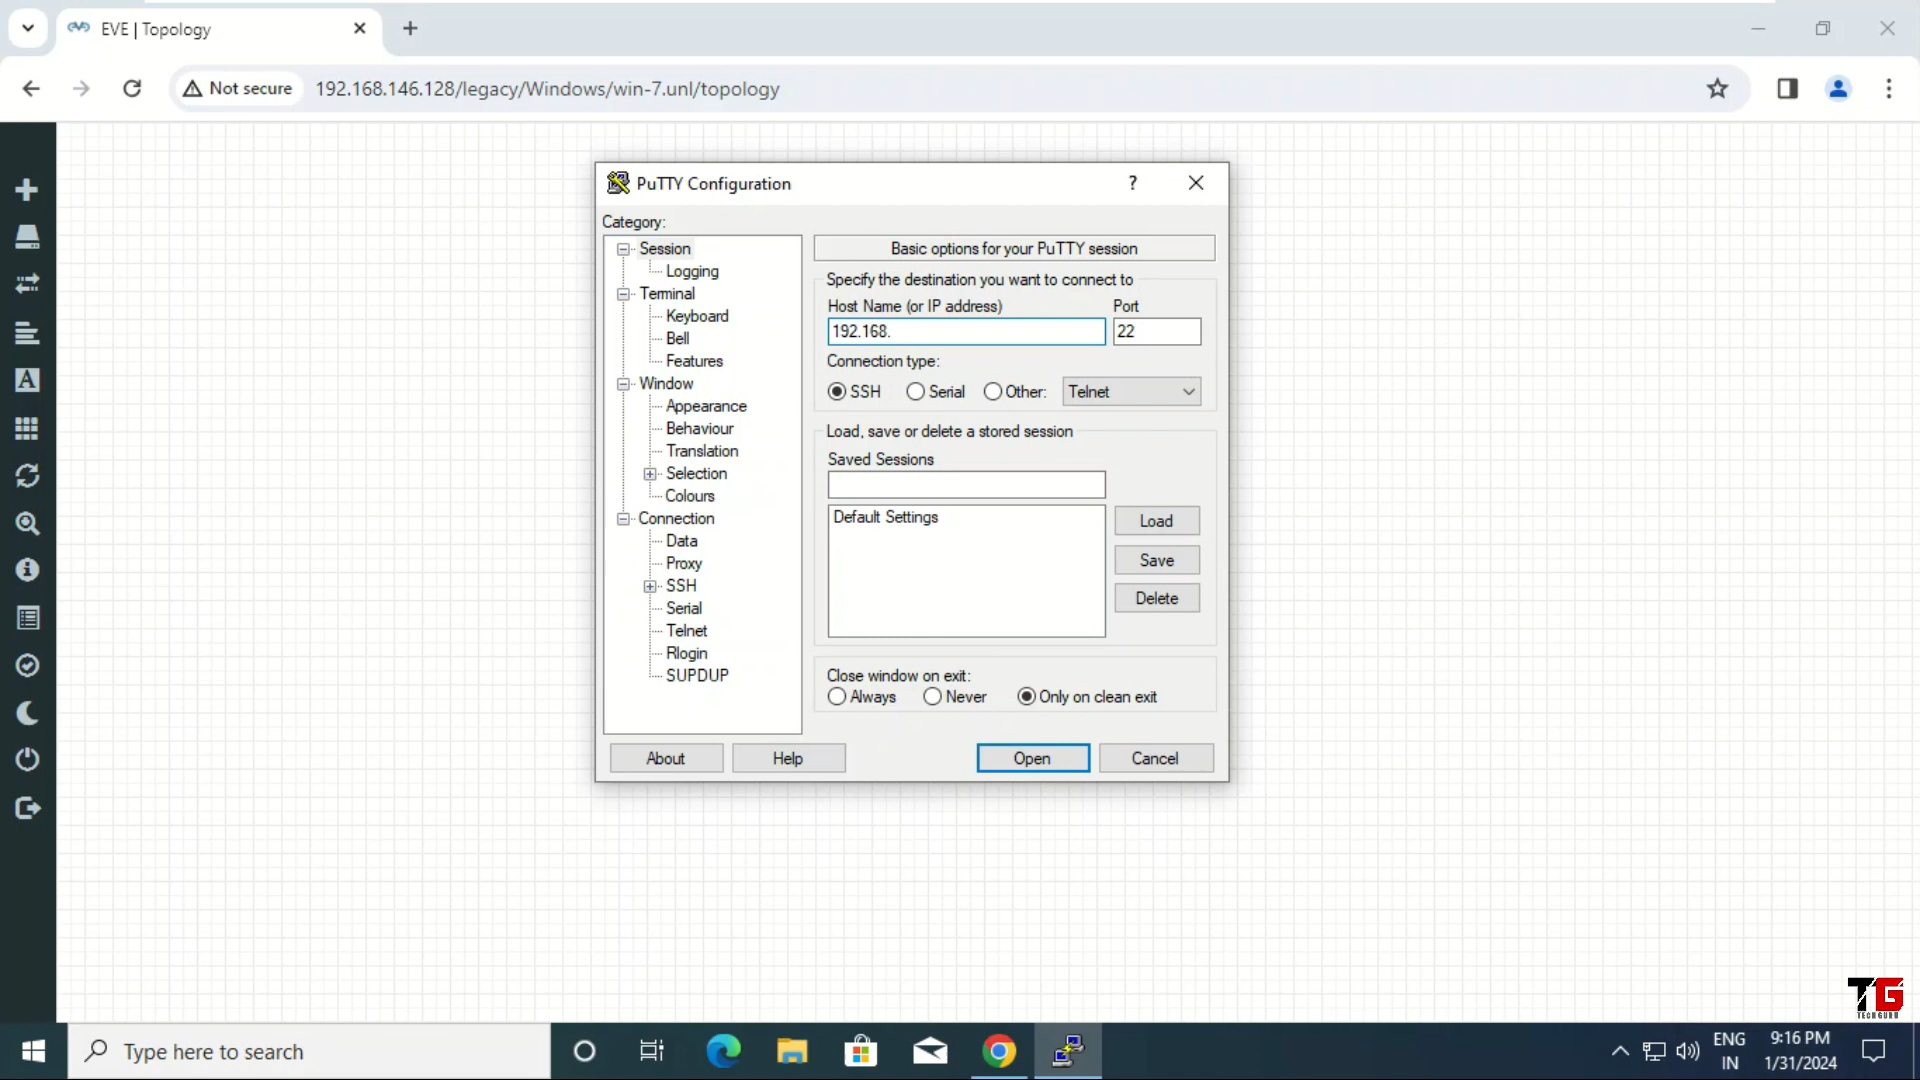 EVE | Topology
Not secure
192.168.146.128/legacy/Windows/win-7.unl/topology
PuTTY Configuration
?
Category:
Session
Logging
Terminal
Keyboard
Bell
Features
Window
Appearance
Behaviour
Translation
Selection
Colours
Connection
Data
Proxy
SSH
Serial
Telnet
Rlogin
SUPDUP
Basic options for your PuTTY session
Specify the destination you want to connect to
Host Name (or IP address) Port
192.168. 22
Connection type:
SSH Serial Other: Telnet
Load, save or delete a stored session
Saved Sessions
Default Settings
Load
Save
Delete
Close window on exit:
Always Never Only on clean exit
About Help Open Cancel
TG
TECH GURU
Type here to search
ENG
IN
9:16 PM
1/31/2024